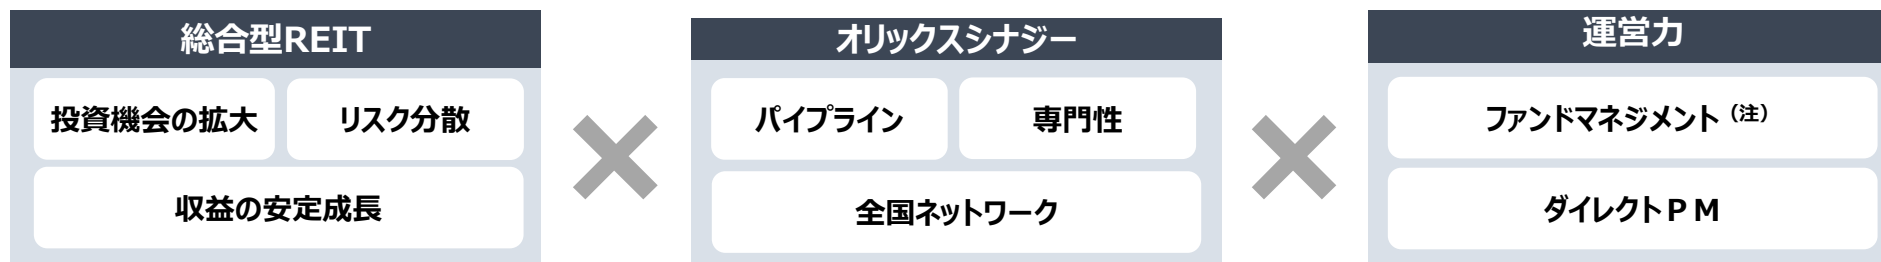 総合型REIT
投資機会の拡大
リスク分散
収益の安定成長
オリックスシナジー
パイプライン
専門性
全国ネットワーク
運営力
ファンドマネジメント（注）
ダイレクトＰＭ